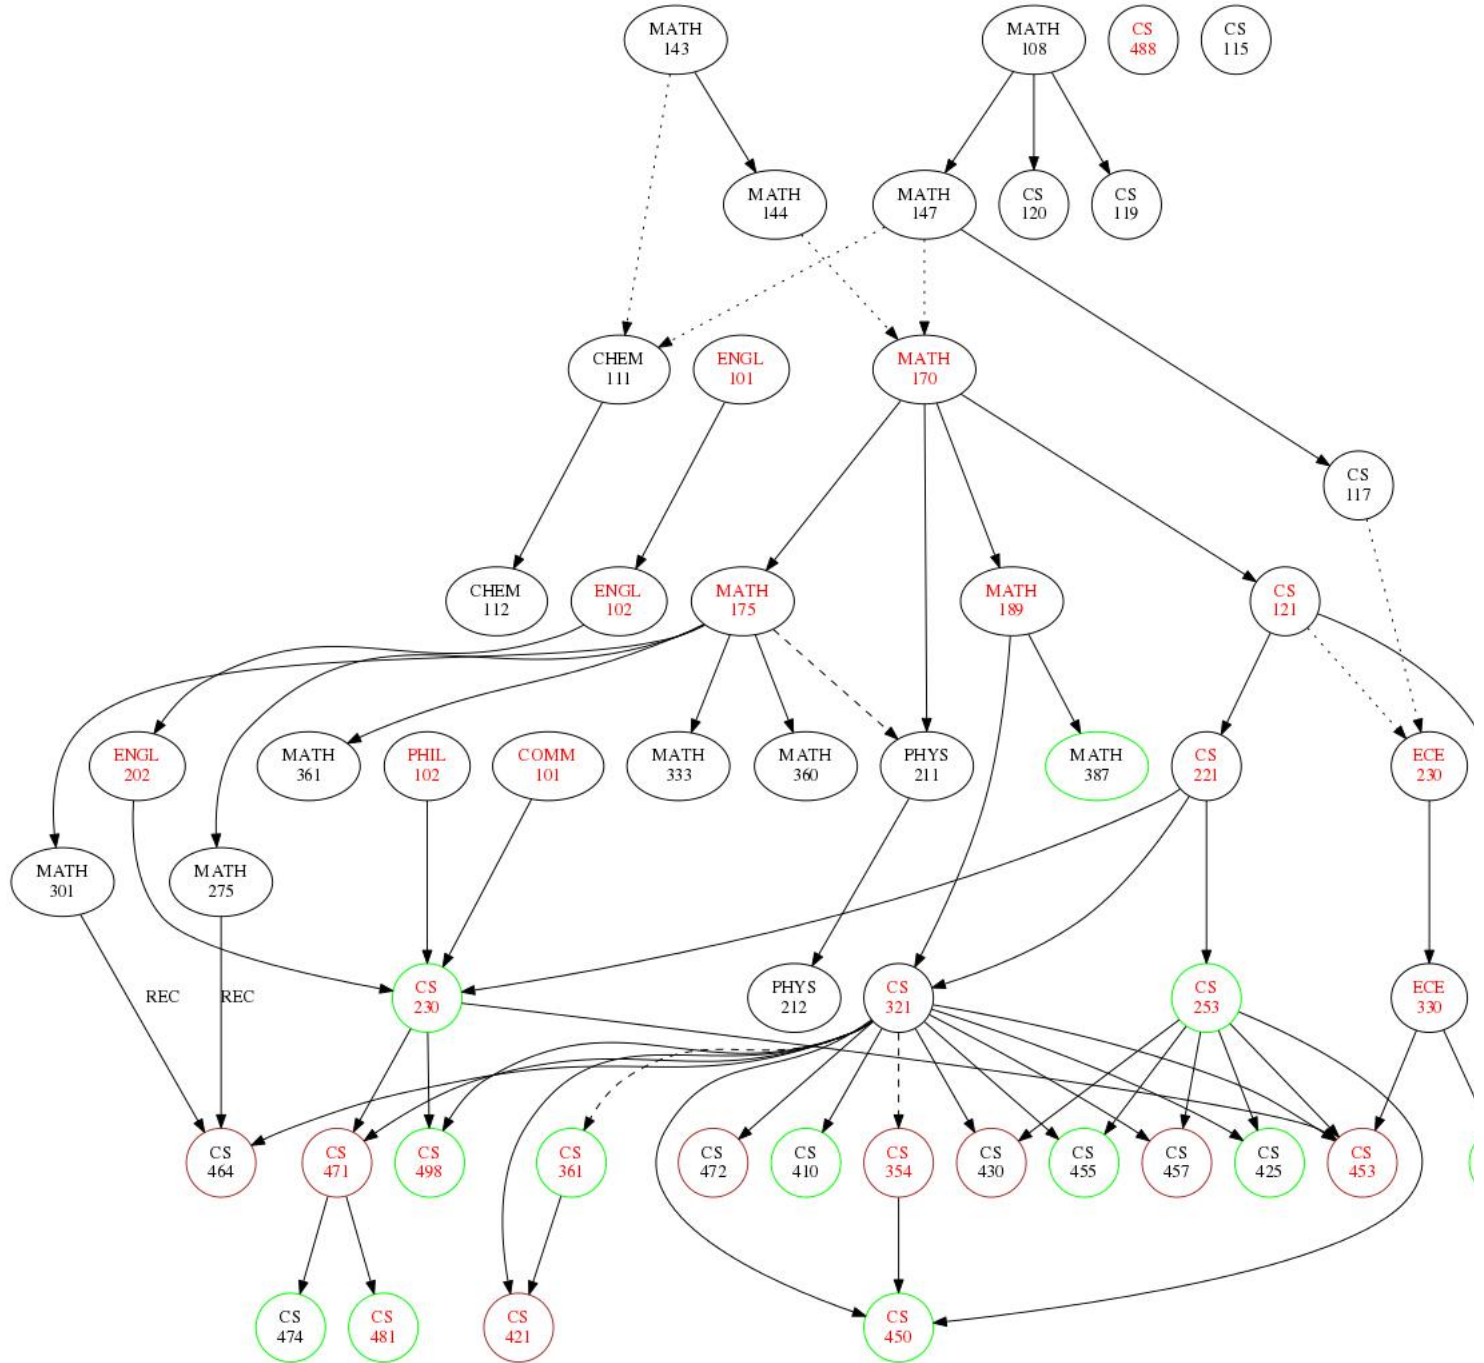 MATH
143
MATH
108
CS
488
CS
115
MATH
144
MATH
147
CS
120
CS
119
CHEM
111
ENGL
101
MATH
170
CS
117
CHEM
112
ENGL
102
MATH
175
MATH
189
CS
121
ENGL
202
MATH
361
PHIL
102
COMM
101
MATH
333
MATH
360
PHYS
211
MATH
387
CS
221
ECE
230
MATH
301
MATH
275
REC
REC
CS
230
PHYS
212
CS
321
CS
253
ECE
330
CS
464
CS
471
CS
498
CS
361
CS
472
CS
410
CS
354
CS
430
CS
455
CS
457
CS
425
CS
453
CS
474
CS
481
CS
421
CS
450